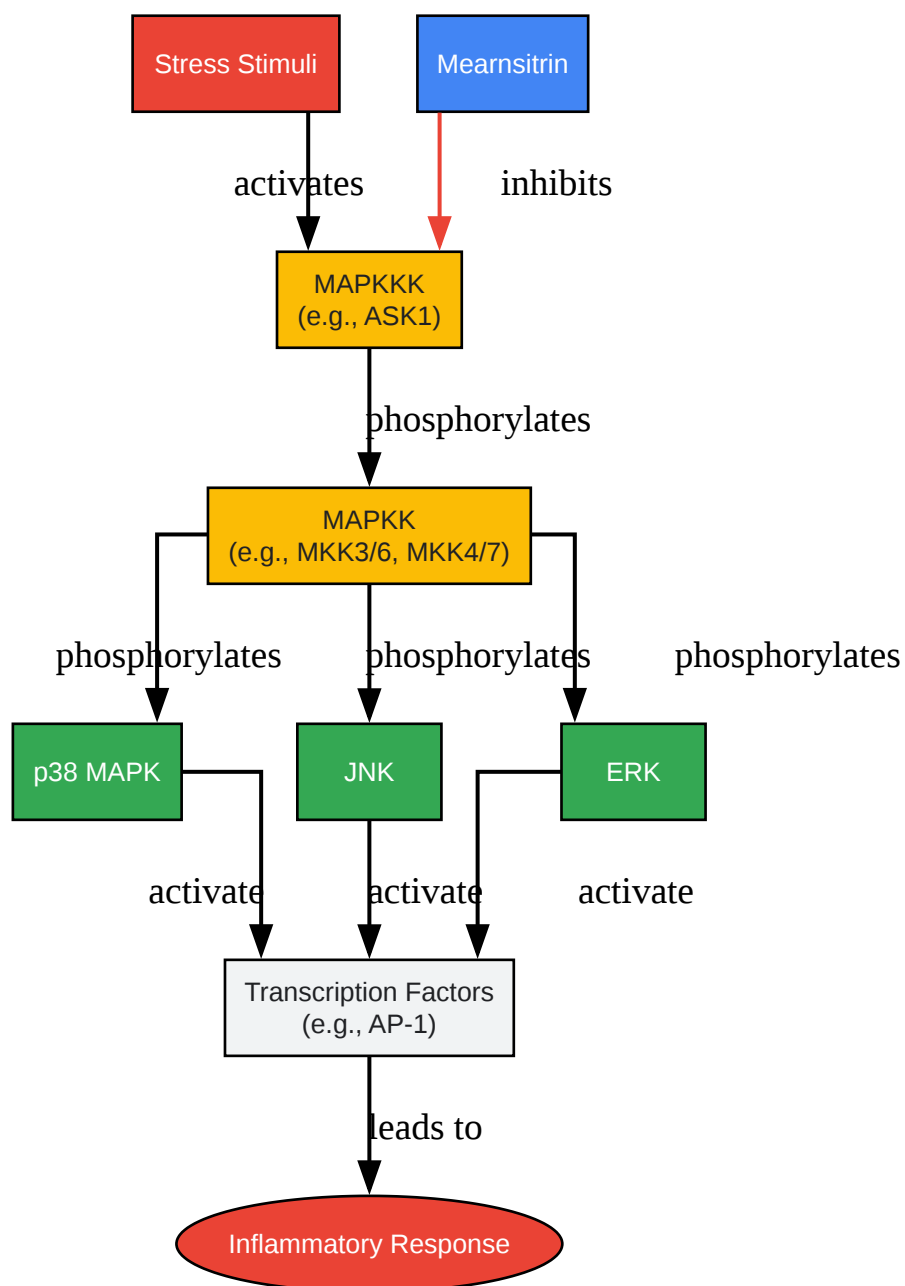 Stress Stimuli
Mearnsitrin
activates
inhibits
MAPKKK
(e.g., ASK1)
phosphorylates
MAPKK
(e.g., MKK3/6, MKK4/7)
phosphorylates
phosphorylates
phosphorylates
p38 MAPK
JNK
ERK
activate
activate
activate
Transcription Factors
(e.g., AP-1)
leads to
Inflammatory Response